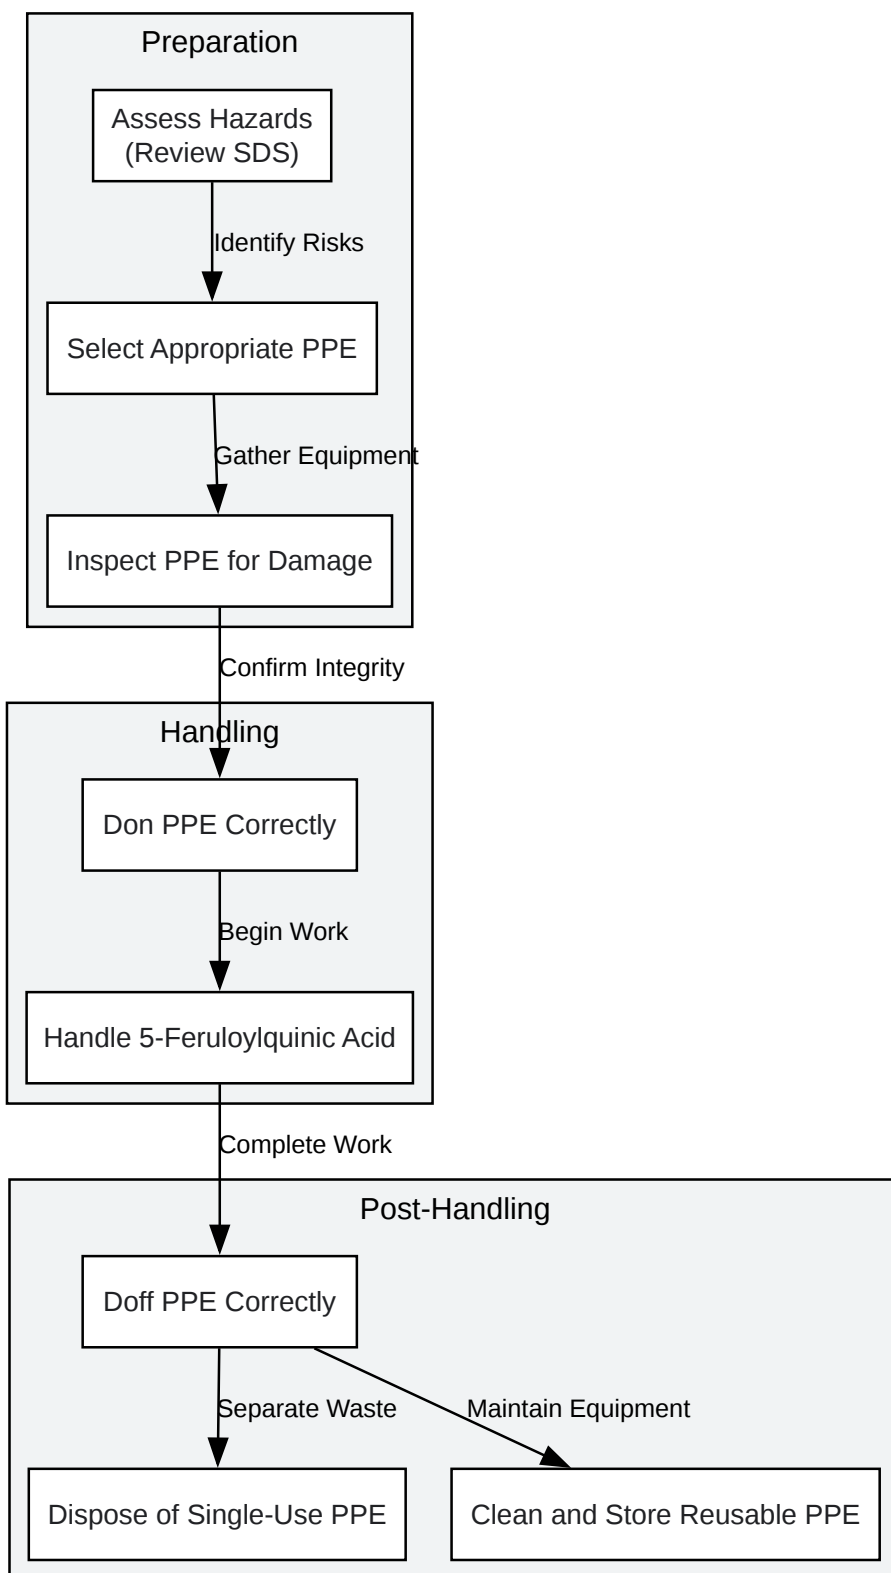 Preparation
Assess Hazards
(Review SDS)
Identify Risks
Select Appropriate PPE
Gather Equipment
Inspect PPE for Damage
Confirm Integrity
Handling
Don PPE Correctly
Begin Work
Handle 5-Feruloylquinic Acid
Complete Work
Post-Handling
Doff PPE Correctly
Separate Waste
Maintain Equipment
Dispose of Single-Use PPE
Clean and Store Reusable PPE